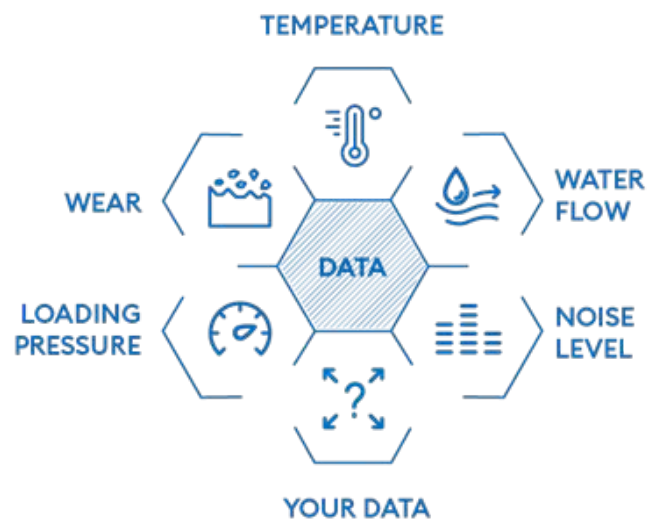 TEMPERATURE
WEAR
WATER
FLOW
DATA
LOADING
PRESSURE
NOISE
LEVEL
?
YOUR DATA